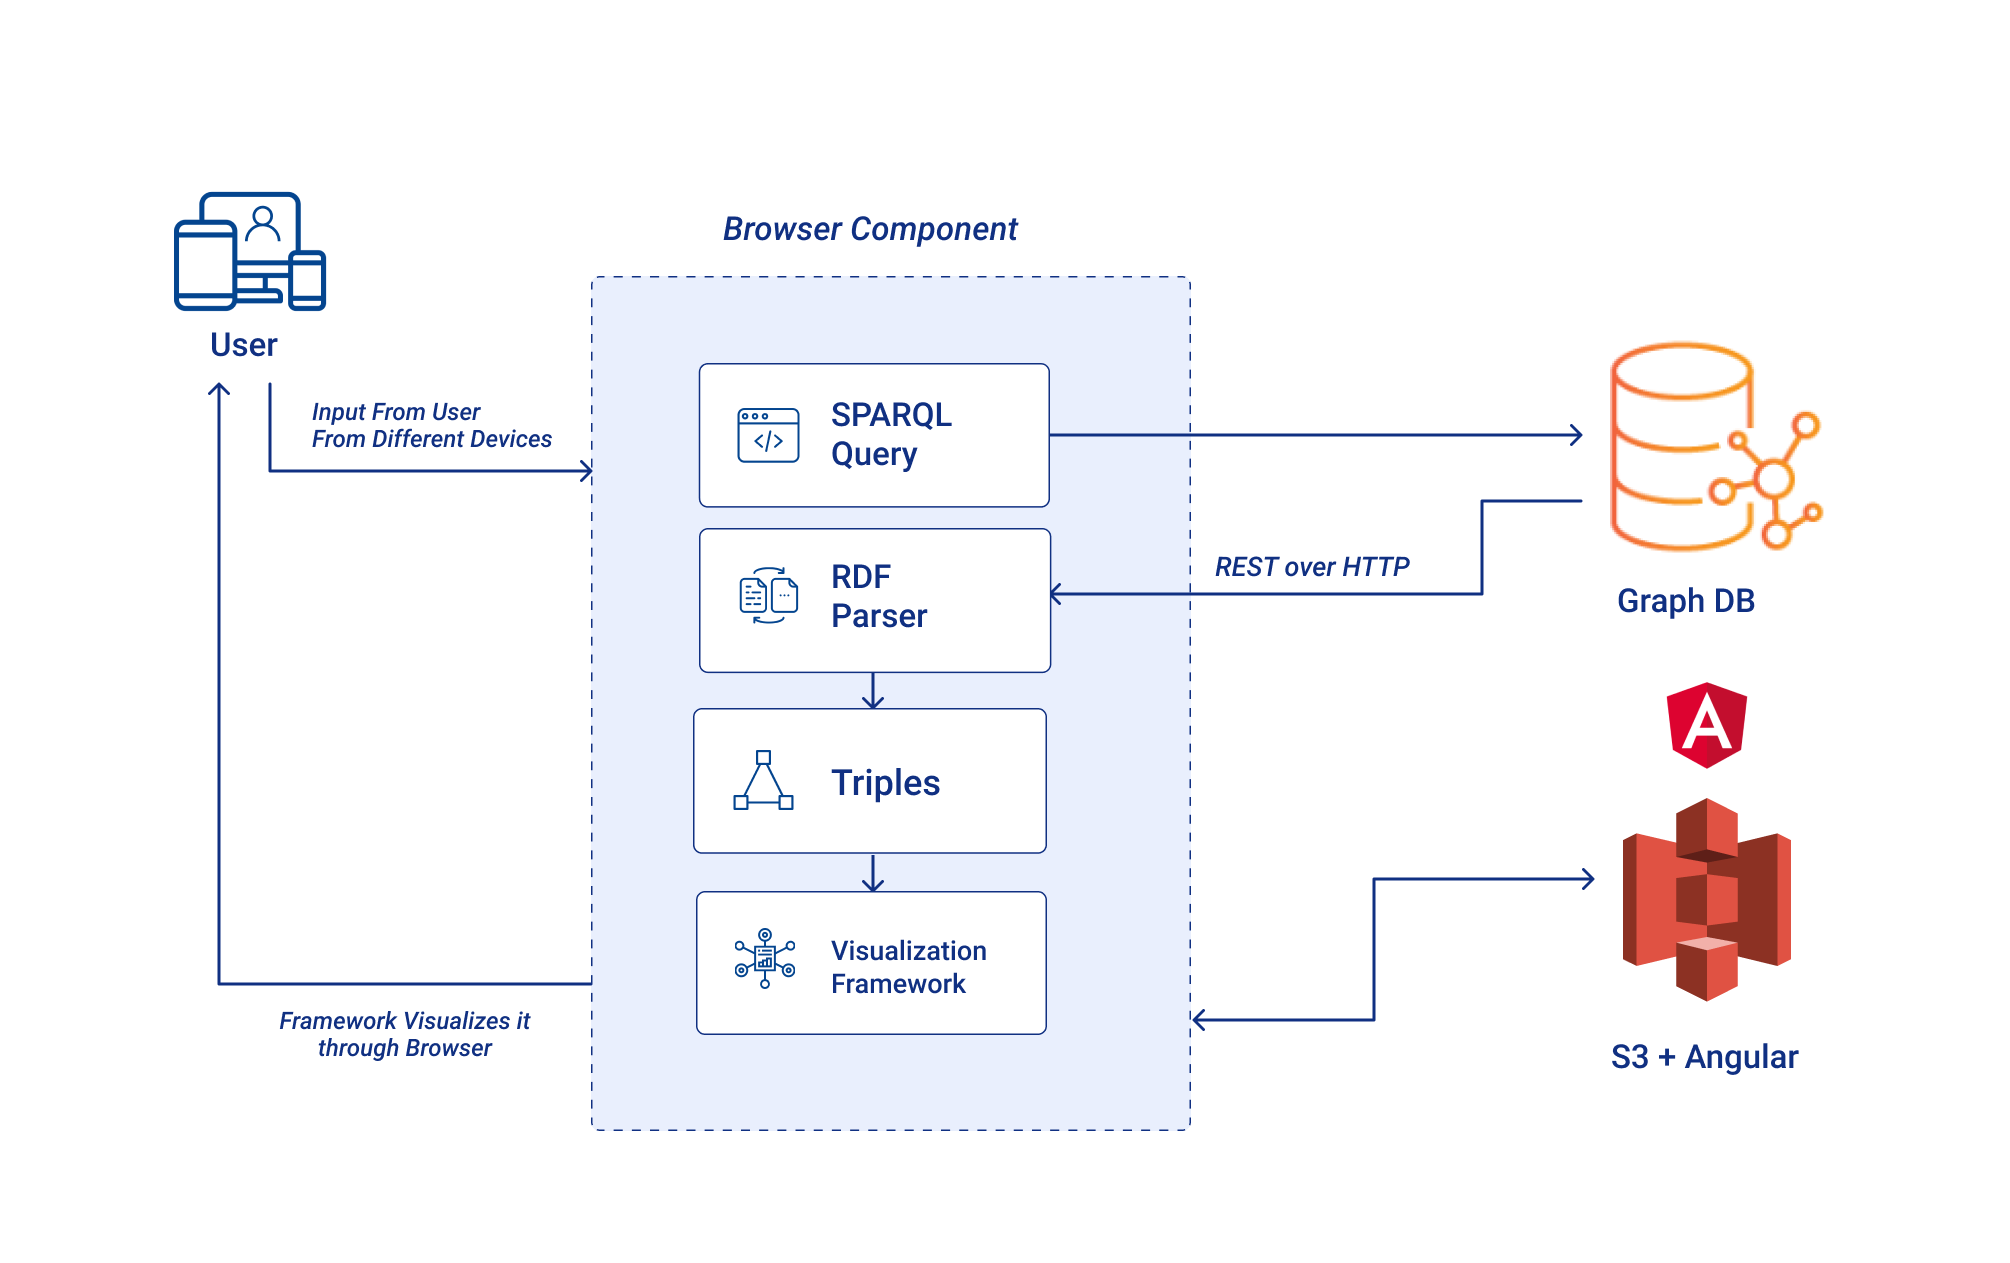 Browser Component
User
Input From User
From Different Devices
SPARQL
Query
RDF
Parser
REST over HTTP
Graph DB
Triples
Visualization
Framework
Framework Visualizes it
through Browser
S3 + Angular